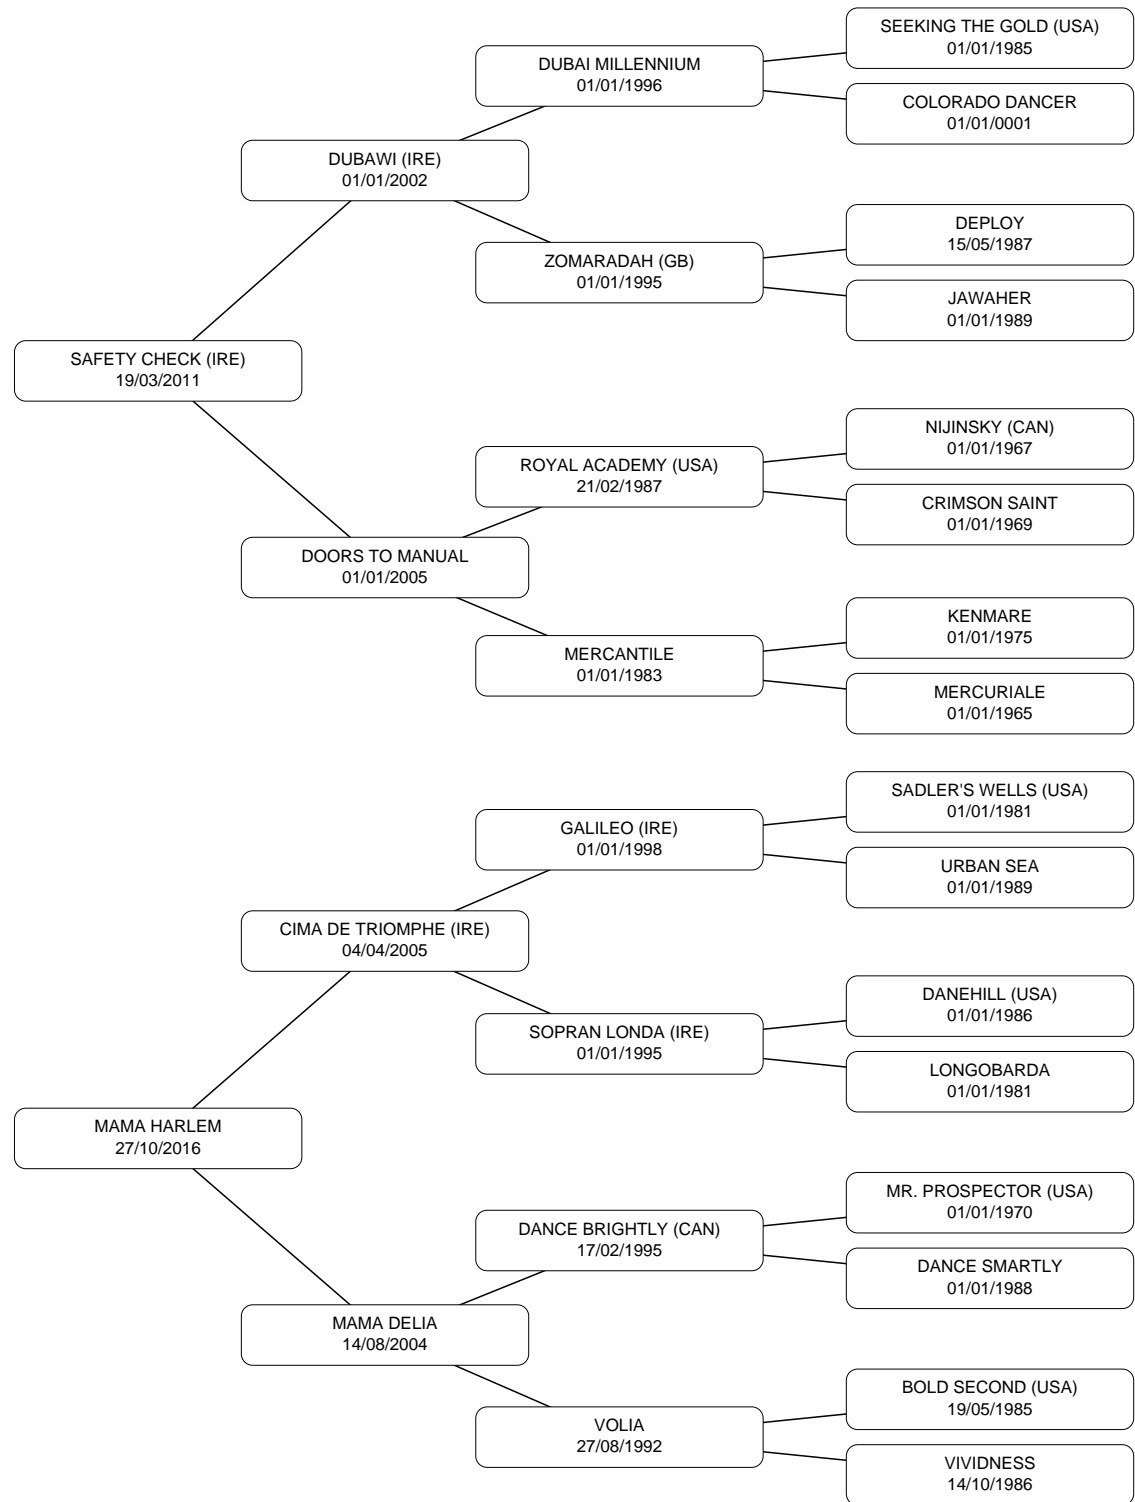 SEEKING THE GOLD (USA)
01/01/1985
DUBAI MILLENNIUM
01/01/1996
COLORADO DANCER
01/01/0001
DUBAWI (IRE)
01/01/2002
DEPLOY
15/05/1987
ZOMARADAH (GB)
01/01/1995
JAWAHER
01/01/1989
SAFETY CHECK (IRE)
19/03/2011
NIJINSKY (CAN)
01/01/1967
ROYAL ACADEMY (USA)
21/02/1987
CRIMSON SAINT
01/01/1969
DOORS TO MANUAL
01/01/2005
KENMARE
01/01/1975
MERCANTILE
01/01/1983
MERCURIALE
01/01/1965
SADLER'S WELLS (USA)
01/01/1981
GALILEO (IRE)
01/01/1998
URBAN SEA
01/01/1989
CIMA DE TRIOMPHE (IRE)
04/04/2005
DANEHILL (USA)
01/01/1986
SOPRAN LONDA (IRE)
01/01/1995
LONGOBARDA
01/01/1981
MAMA HARLEM
27/10/2016
MR. PROSPECTOR (USA)
01/01/1970
DANCE BRIGHTLY (CAN)
17/02/1995
DANCE SMARTLY
01/01/1988
MAMA DELIA
14/08/2004
BOLD SECOND (USA)
19/05/1985
VOLIA
27/08/1992
VIVIDNESS
14/10/1986